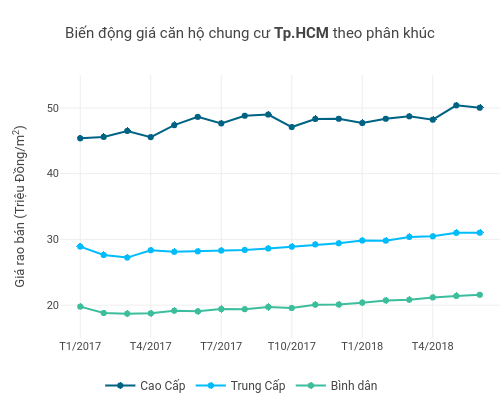 Biến động giá căn hộ chung cư Tp.HCM theo phân khúc
Giá rao bán (Triệu Đồng/m²)
50
40
30
20
T1/2017 T4/2017 T7/2017 T10/2017 T1/2018 T4/2018
Cao Cấp Trung Cấp Bình dân